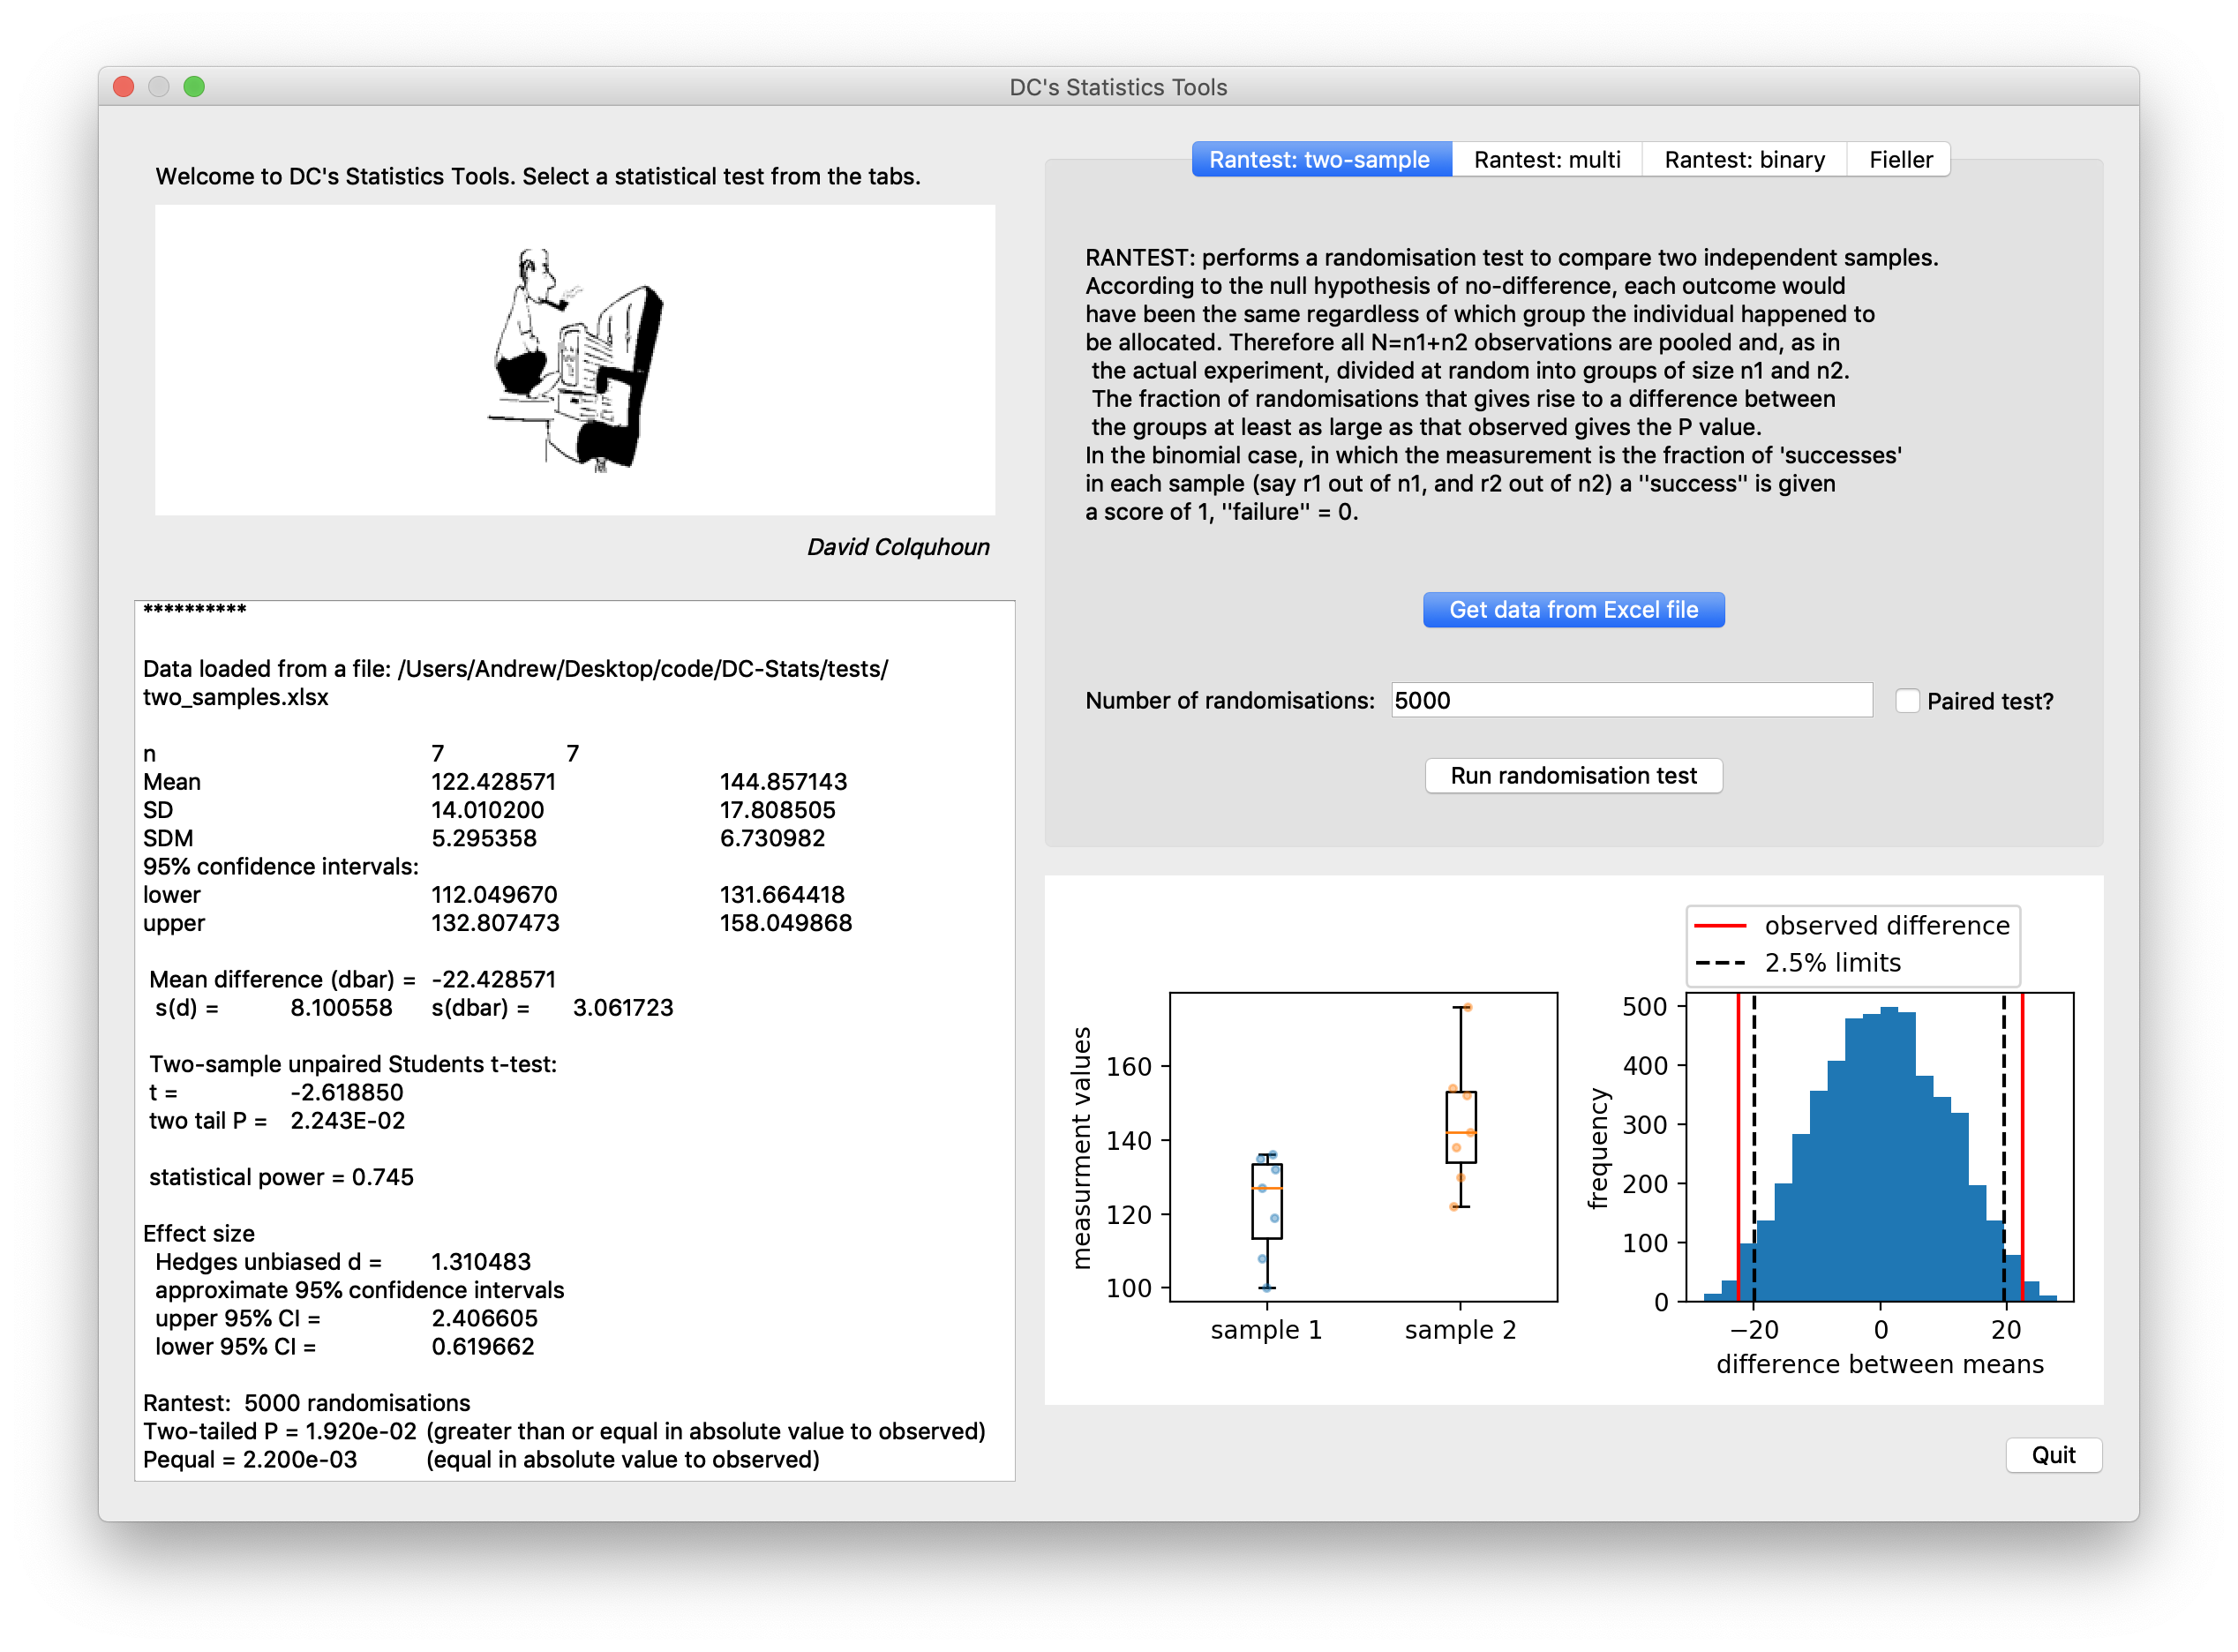 DC's Statistics Tools
Welcome to DC's Statistics Tools. Select a statistical test from the tabs.
David Colquhoun
**********
Data loaded from a file: /Users/Andrew/Desktop/code/DC-Stats/tests/
two_samples.xlsx
n 7 7
Mean 122.428571 144.857143
SD 14.010200 17.808505
SDM 5.295358 6.730982
95% confidence intervals:
lower 112.049670 131.664418
upper 132.807473 158.049868
Mean difference (dbar) = -22.428571
s(d) = 8.100558 s(dbar) = 3.061723
Two-sample unpaired Students t-test:
t = -2.618850
two tail P = 2.243E-02
statistical power = 0.745
Effect size
Hedges unbiased d = 1.310483
approximate 95% confidence intervals
upper 95% CI = 2.406605
lower 95% CI = 0.619662
Rantest: 5000 randomisations
Two-tailed P = 1.920e-02 (greater than or equal in absolute value to observed)
Pequal = 2.200e-03 (equal in absolute value to observed)
Rantest: two-sample Rantest: multi Rantest: binary Fieller
RANTEST: performs a randomisation test to compare two independent samples.
According to the null hypothesis of no-difference, each outcome would
have been the same regardless of which group the individual happened to
be allocated. Therefore all N=n1+n2 observations are pooled and, as in
the actual experiment, divided at random into groups of size n1 and n2.
The fraction of randomisations that gives rise to a difference between
the groups at least as large as that observed gives the P value.
In the binomial case, in which the measurement is the fraction of 'successes'
in each sample (say r1 out of n1, and r2 out of n2) a ''success'' is given
a score of 1, ''failure'' = 0.
Get data from Excel file
Number of randomisations: 5000 Paired test?
Run randomisation test
measurment values
160
140
120
100
sample 1 sample 2
observed difference
2.5% limits
frequency
500
400
300
200
100
0
−20 0 20
difference between means
Quit